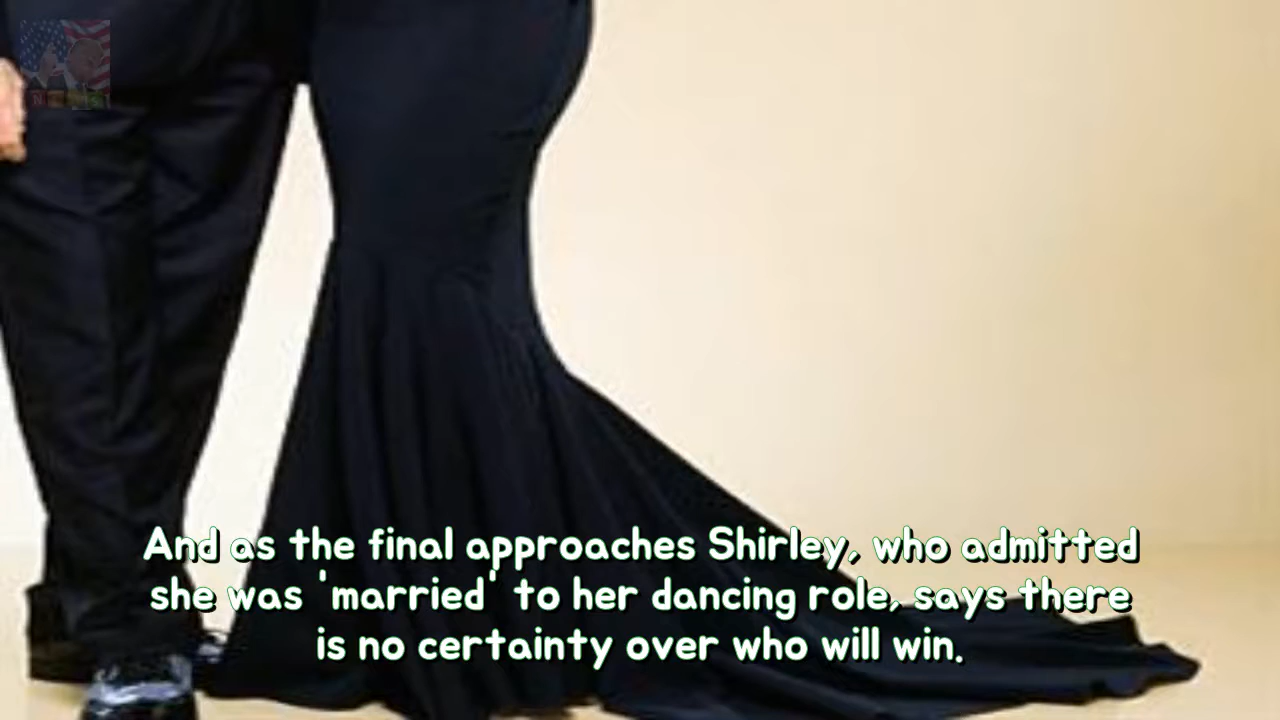 NEWS
And as the final approaches Shirley, who admitted
she was 'married' to her dancing role, says there
is no certainty over who will win.